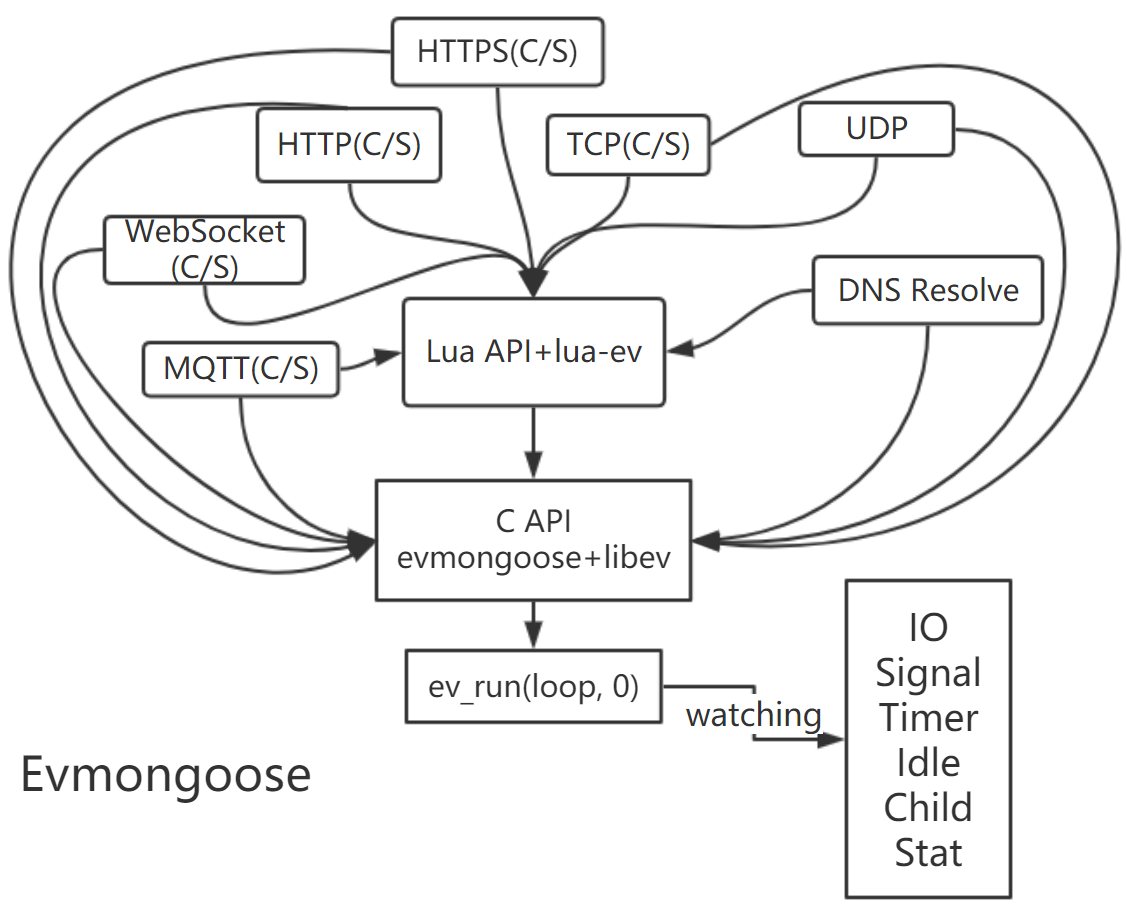 HTTPS(C/S)
HTTP(C/S)
TCP(C/S)
UDP
WebSocket
(C/S)
DNS Resolve
Lua API+lua-ev
MQTT(C/S)
C API
evmongoose+libev
ev_run(loop, 0)
watching
IO
Signal
Timer
Idle
Child
Stat
Evmongoose